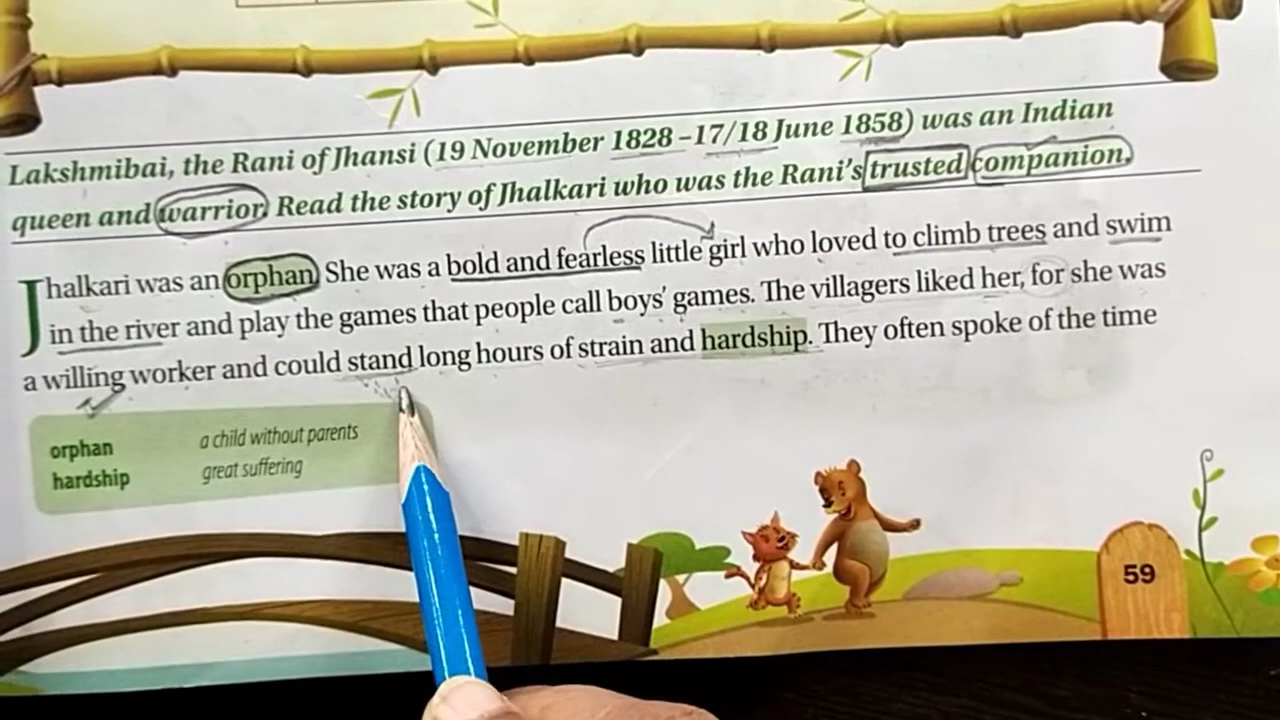 Lakshmibai, the Rani of Jhansi (19 November 1828 – 17/18 June 1858) was an Indian
queen and warrior. Read the story of Jhalkari who was the Rani's trusted companion.
Jhalkari was an orphan. She was a bold and fearless little girl who loved to climb trees and swim
in the river and play the games that people call boys' games. The villagers liked her, for she was
a willing worker and could stand long hours of strain and hardship. They often spoke of the time
orphan a child without parents
hardship great suffering
59